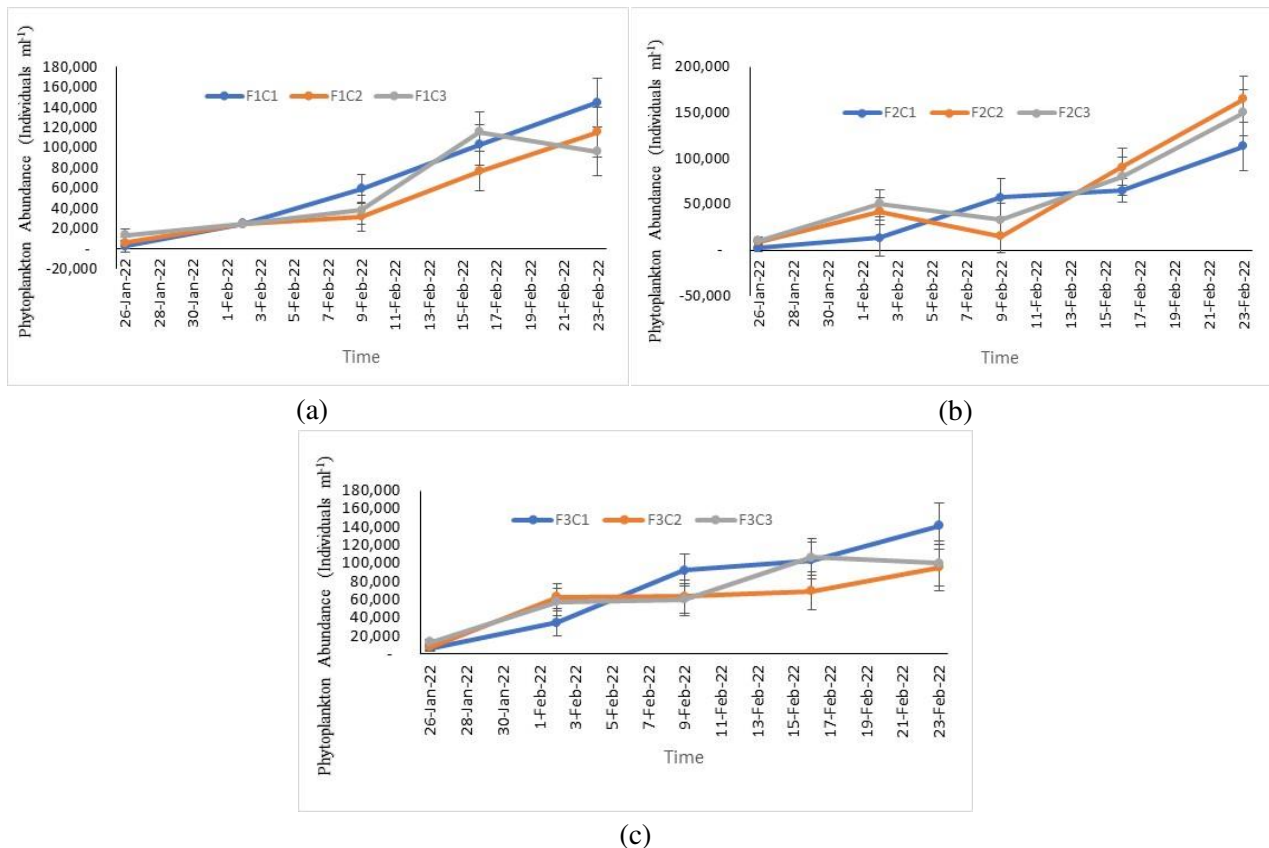 Phytoplankton Abundance (Individuals ml-1)
180,000
160,000
140,000
120,000
100,000
80,000
60,000
40,000
20,000
-
-20,000
F1C1 F1C2 F1C3
26-Jan-22
28-Jan-22
30-Jan-22
1-Feb-22
3-Feb-22
5-Feb-22
7-Feb-22
9-Feb-22
11-Feb-22
13-Feb-22
15-Feb-22
17-Feb-22
19-Feb-22
21-Feb-22
23-Feb-22
Time
(a)
Phytoplankton Abundance (Individuals ml-1)
200,000
150,000
100,000
50,000
-
-50,000
F2C1 F2C2 F2C3
26-Jan-22
28-Jan-22
30-Jan-22
1-Feb-22
3-Feb-22
5-Feb-22
7-Feb-22
9-Feb-22
11-Feb-22
13-Feb-22
15-Feb-22
17-Feb-22
19-Feb-22
21-Feb-22
23-Feb-22
Time
(b)
Phytoplankton Abundance (Individuals ml-1)
180,000
160,000
140,000
120,000
100,000
80,000
60,000
40,000
20,000
-
F3C1 F3C2 F3C3
26-Jan-22
28-Jan-22
30-Jan-22
1-Feb-22
3-Feb-22
5-Feb-22
7-Feb-22
9-Feb-22
11-Feb-22
13-Feb-22
15-Feb-22
17-Feb-22
19-Feb-22
21-Feb-22
23-Feb-22
Time
(c)